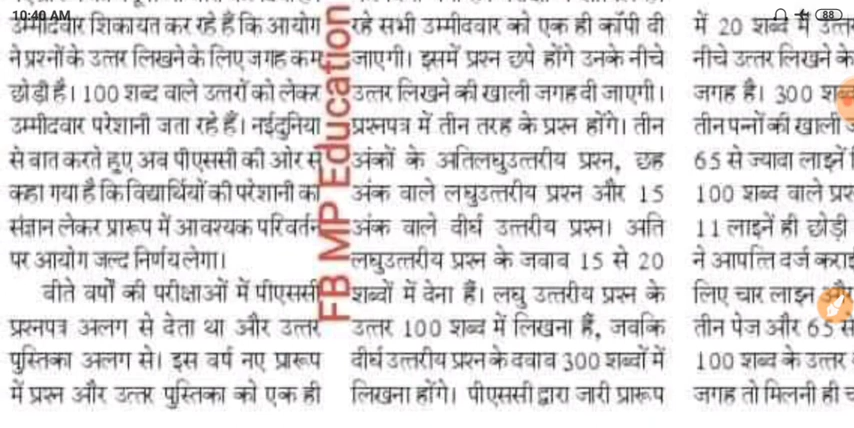 10:40 AM
88
उम्मीदवार शिकायत कर रहे हैं कि आयोग
ने प्रश्नों के उत्तर लिखने के लिए जगह कम
छोड़ी है। 100 शब्द वाले उत्तरों को लेकर
उम्मीदवार परेशानी जता रहे हैं। नईदुनिया
से बात करते हुए अब पीएससी की ओर से
कहा गया है कि विद्यार्थियों की परेशानी का
संज्ञान लेकर प्रारूप में आवश्यक परिवर्तन
पर आयोग जल्द निर्णय लेगा।
बीते वर्षों की परीक्षाओं में पीएससी
प्रश्नपत्र अलग से देता था और उत्तर
पुस्तिका अलग से। इस वर्ष नए प्रारूप
में प्रश्न और उत्तर पुस्तिका को एक ही
FB MP Education
रहे सभी उम्मीदवार को एक ही कॉपी दी
जाएगी। इसमें प्रश्न छपे होंगे उनके नीचे
उत्तर लिखने की खाली जगह दी जाएगी।
प्रश्नपत्र में तीन तरह के प्रश्न होंगे। तीन
अंकों के अतिलघुउत्तरीय प्रश्न, छह
अंक वाले लघुउत्तरीय प्रश्न और 15
अंक वाले दीर्घ उत्तरीय प्रश्न। अति
लघुउत्तरीय प्रश्न के जवाब 15 से 20
शब्दों में देना हैं। लघु उत्तरीय प्रश्न के
उत्तर 100 शब्द में लिखना हैं, जबकि
दीर्घ उत्तरीय प्रश्न के दवाव 300 शब्दों में
लिखना होंगे। पीएससी द्वारा जारी प्रारूप
में 20 शब्द में
नीचे उत्तर लिखने के
जगह है। 300
तीन पन्नों की खाली
65 से ज्यादा लाइनें
100 शब्द वाले
11 लाइनें ही छोड़ी
ने आपत्ति दर्ज
लिए चार लाइन और
तीन पेज और 65
100 शब्द के उत्तर
जगह तो मिलनी ही